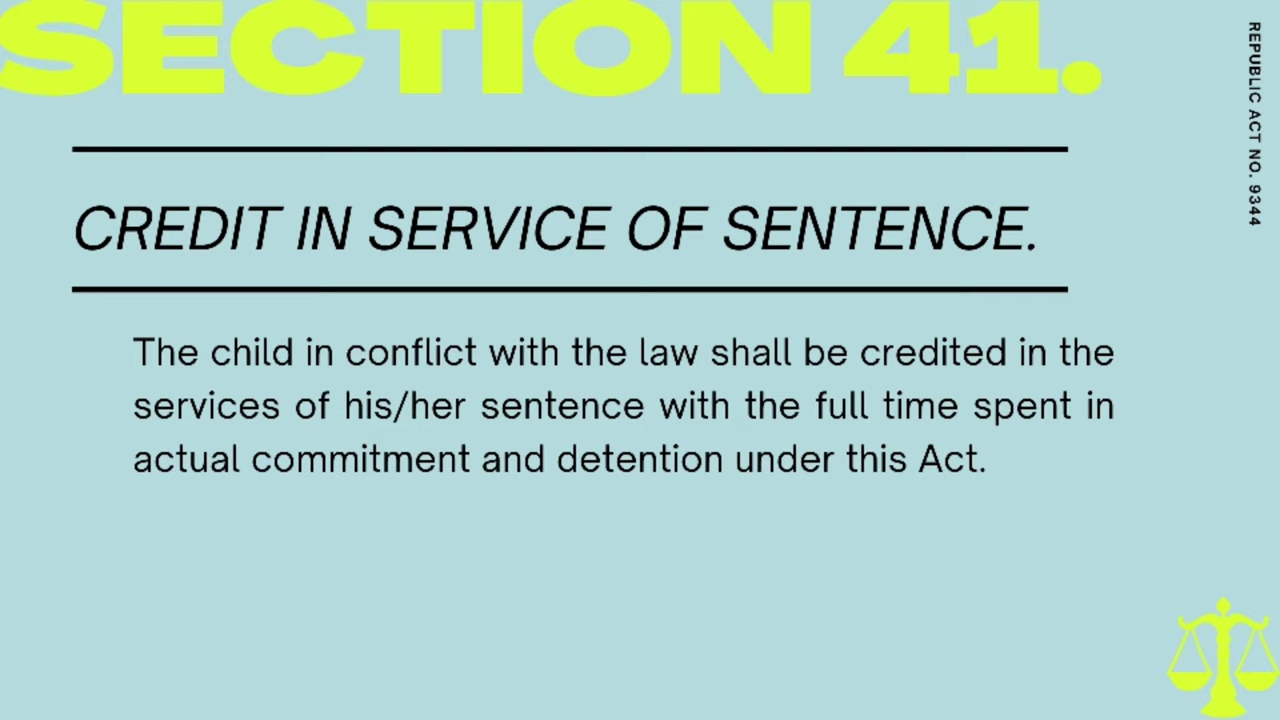 SECTION 41.
REPUBLIC ACT NO. 9344
CREDIT IN SERVICE OF SENTENCE.
The child in conflict with the law shall be credited in the
services of his/her sentence with the full time spent in
actual commitment and detention under this Act.